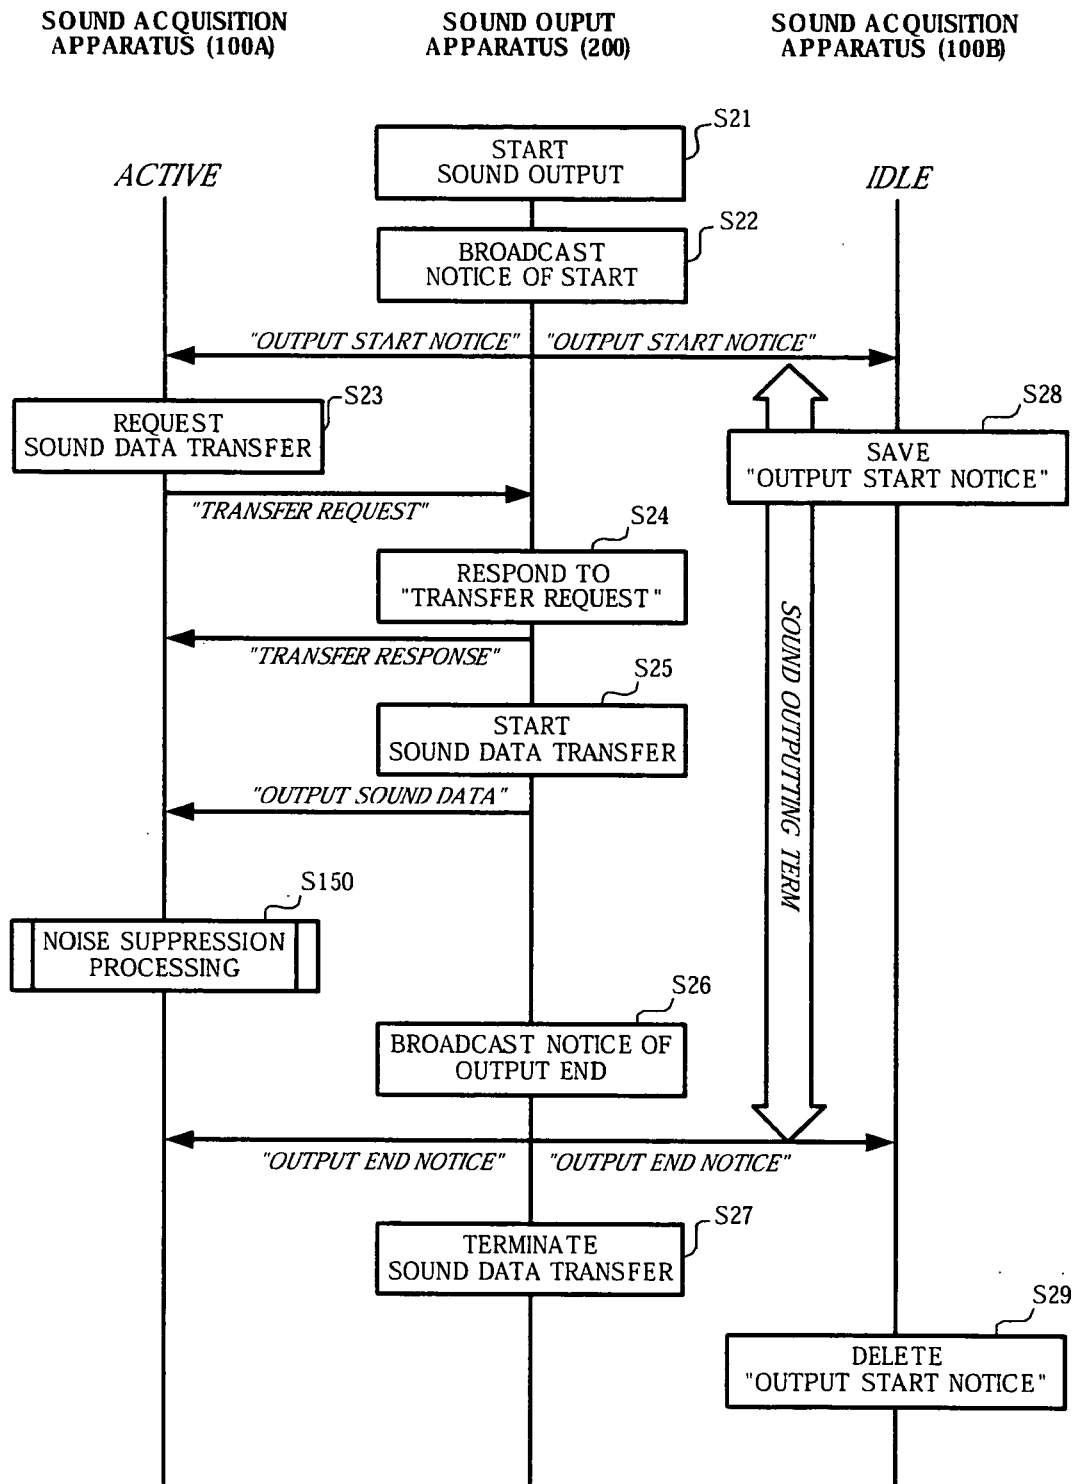 SOUND ACQUISITION
APPARATUS (100A)
SOUND OUPUT
APPARATUS (200)
SOUND ACQUISITION
APPARATUS (100B)
S21
START
SOUND OUTPUT
ACTIVE
IDLE
S22
BROADCAST
NOTICE OF START
"OUTPUT START NOTICE"
"OUTPUT START NOTICE"
S23
REQUEST
SOUND DATA TRANSFER
S28
SAVE
"OUTPUT START NOTICE"
"TRANSFER REQUEST"
S24
RESPOND TO
"TRANSFER REQUEST"
"TRANSFER RESPONSE"
SOUND OUTPUTTING TERM
S25
START
SOUND DATA TRANSFER
"OUTPUT SOUND DATA"
S150
NOISE SUPPRESSION
PROCESSING
S26
BROADCAST NOTICE OF
OUTPUT END
"OUTPUT END NOTICE"
"OUTPUT END NOTICE"
S27
TERMINATE
SOUND DATA TRANSFER
S29
DELETE
"OUTPUT START NOTICE"